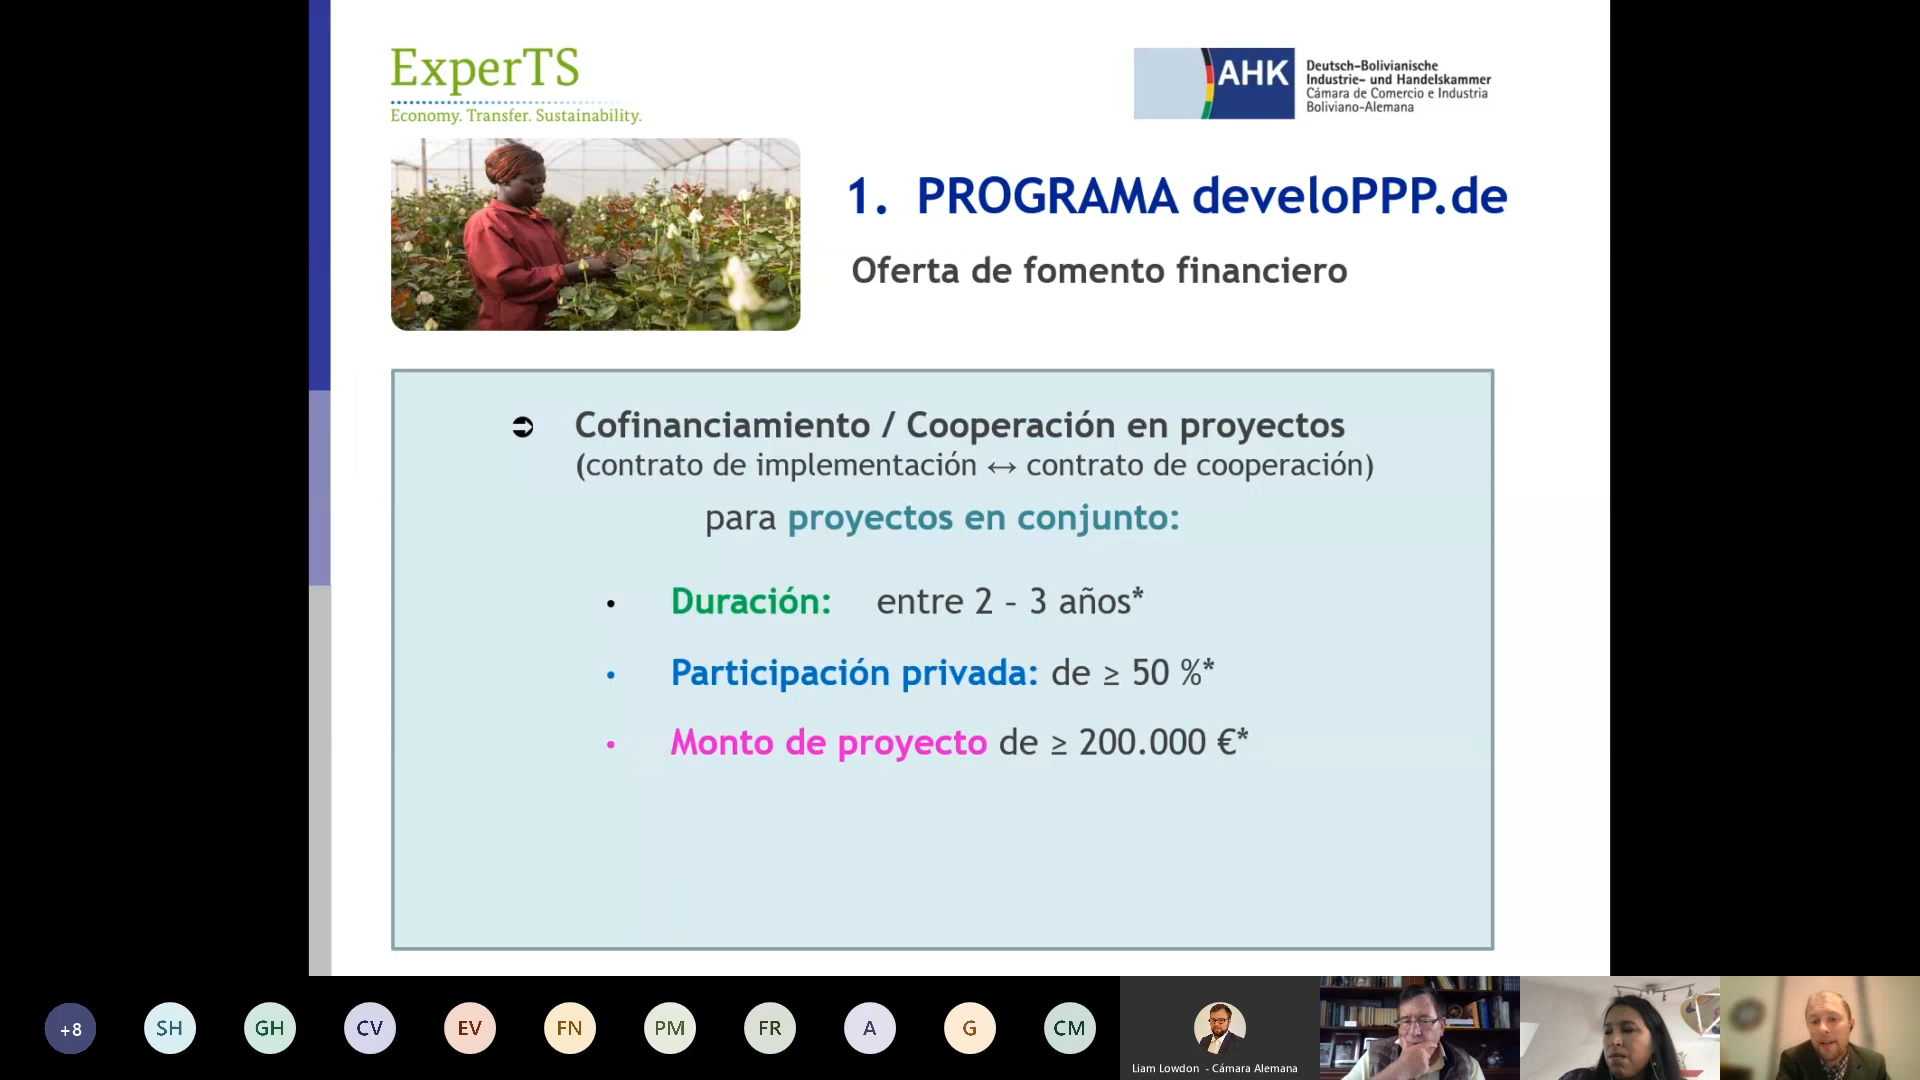 ExperTS
Economy. Transfer. Sustainability.
AHK
Deutsch-Bolivianische
Industrie- und Handelskammer
Cámara de Comercio e Industria
Boliviano-Alemana
1. PROGRAMA develoPPP.de
Oferta de fomento financiero
➲ Cofinanciamiento / Cooperación en proyectos
(contrato de implementación ↔ contrato de cooperación)
para proyectos en conjunto:
• Duración: entre 2 – 3 años*
• Participación privada: de ≥ 50 %*
• Monto de proyecto de ≥ 200.000 €*
+8
SH
GH
CV
EV
FN
PM
FR
A
G
CM
Liam Lowdon - Cámara Alemana